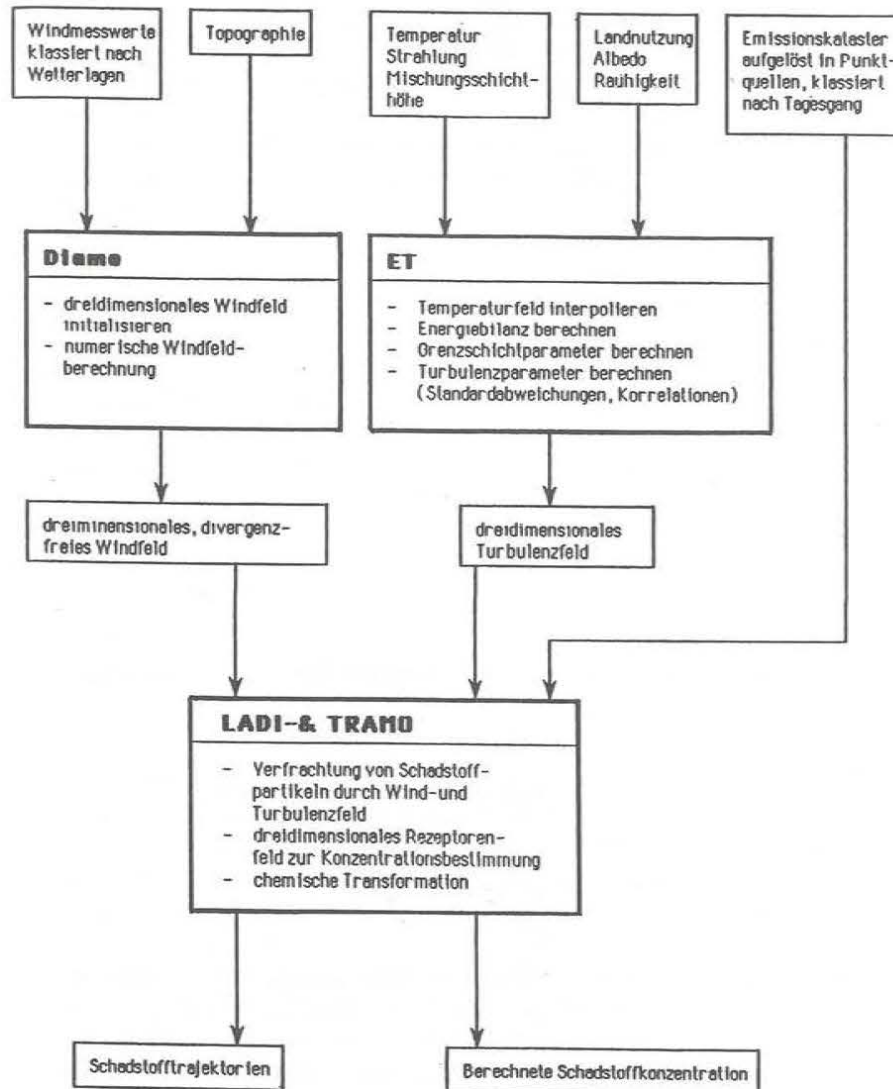 Windmesswerte
klassiert nach
Wetterlagen
Topographie
Temperatur
Strahlung
Mischungsschicht-
höhe
Landnutzung
Albedo
Rauhigkeit
Emissionskataster
aufgelöst in Punkt-
quellen, klassiert
nach Tagesgang
Diamo
- dreidimensionales Windfeld
initialisieren
- numerische Windfeld-
berechnung
ET
- Temperaturfeld interpolieren
- Energiebilanz berechnen
- Grenzschichtparameter berechnen
- Turbulenzparameter berechnen
(Standardabweichungen, Korrelationen)
dreiminensionales, divergenz-
freies Windfeld
dreidimensionales
Turbulenzfeld
LADI-& TRAMO
- Verfrachtung von Schadstoff-
partikeln durch Wind-und
Turbulenzfeld
- dreidimensionales Rezeptoren-
feld zur Konzentrationsbestimmung
- chemische Transformation
Schadstofftrajektorien
Berechnete Schadstoffkonzentration